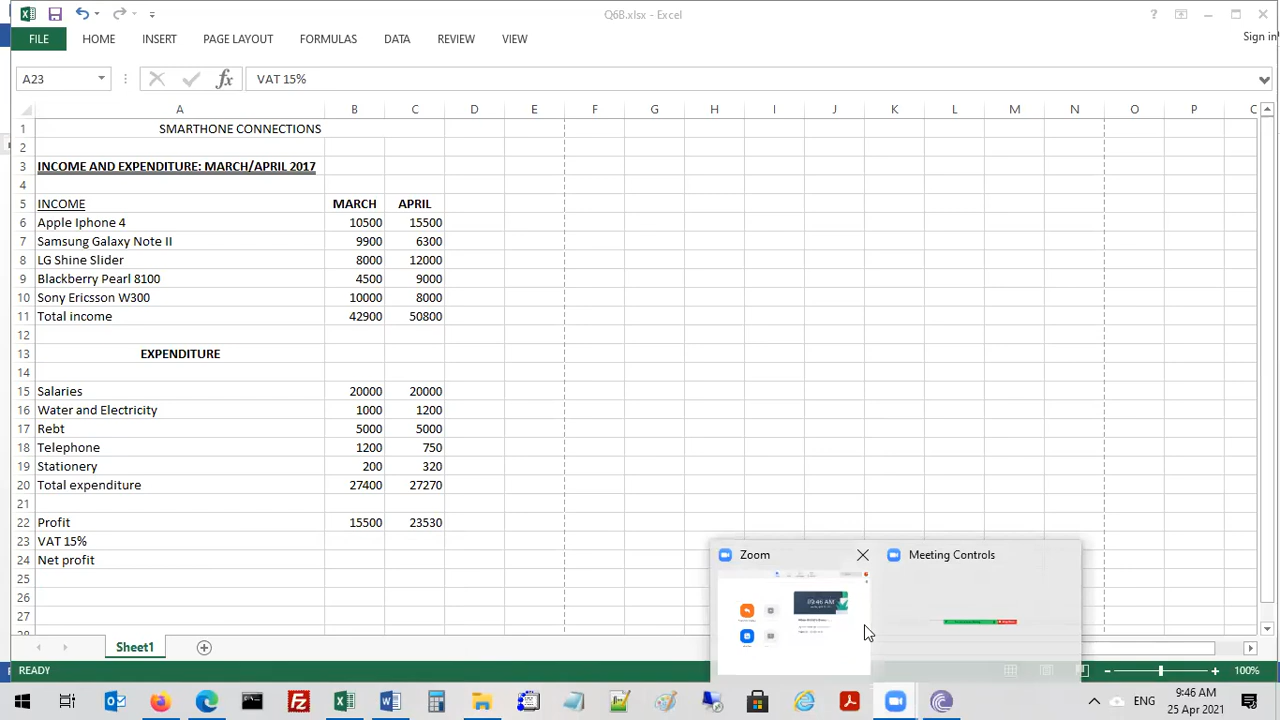 Q6B.xlsx - Excel
FILE HOME INSERT PAGE LAYOUT FORMULAS DATA REVIEW VIEW Sign in
A23 fx VAT 15%
A B C D E F G H I J K L M N O P C
1 SMARTHONE CONNECTIONS
2
3 INCOME AND EXPENDITURE: MARCH/APRIL 2017
4
5 INCOME MARCH APRIL
6 Apple Iphone 4 10500 15500
7 Samsung Galaxy Note II 9900 6300
8 LG Shine Slider 8000 12000
9 Blackberry Pearl 8100 4500 9000
10 Sony Ericsson W300 10000 8000
11 Total income 42900 50800
12
13 EXPENDITURE
14
15 Salaries 20000 20000
16 Water and Electricity 1000 1200
17 Rebt 5000 5000
18 Telephone 1200 750
19 Stationery 200 320
20 Total expenditure 27400 27270
21
22 Profit 15500 23530
23 VAT 15%
24 Net profit
25
26
27
28
Zoom Meeting Controls
09:46 AM
Sheet1
READY 100%
ENG 9:46 AM
25 Apr 2021